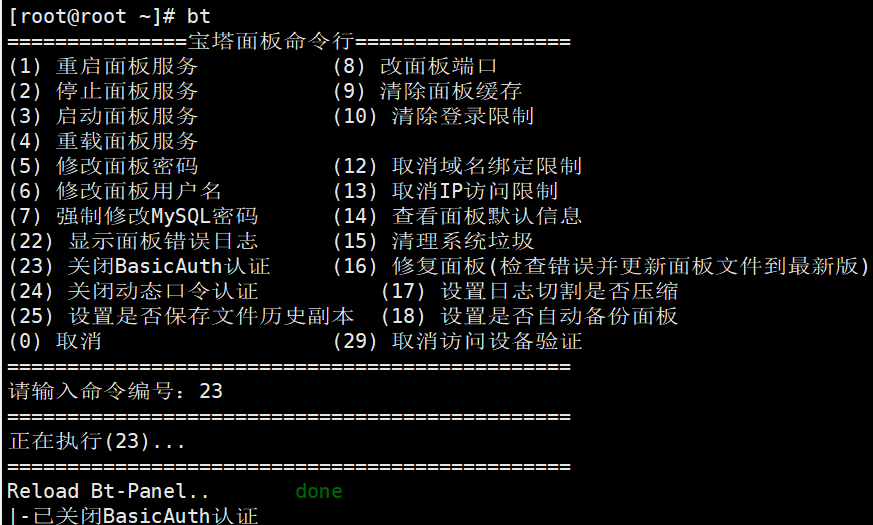 [root@root ~]# bt
===============宝塔面板命令行==================
(1) 重启面板服务           (8) 改面板端口
(2) 停止面板服务           (9) 清除面板缓存
(3) 启动面板服务           (10) 清除登录限制
(4) 重载面板服务
(5) 修改面板密码           (12) 取消域名绑定限制
(6) 修改面板用户名         (13) 取消IP访问限制
(7) 强制修改MySQL密码      (14) 查看面板默认信息
(22) 显示面板错误日志      (15) 清理系统垃圾
(23) 关闭BasicAuth认证     (16) 修复面板(检查错误并更新面板文件到最新版)
(24) 关闭动态口令认证          (17) 设置日志切割是否压缩
(25) 设置是否保存文件历史副本  (18) 设置是否自动备份面板
(0) 取消                   (29) 取消访问设备验证
===============================================
请输入命令编号：23
===============================================
正在执行(23)...
===============================================
Reload Bt-Panel..       done
|-已关闭BasicAuth认证